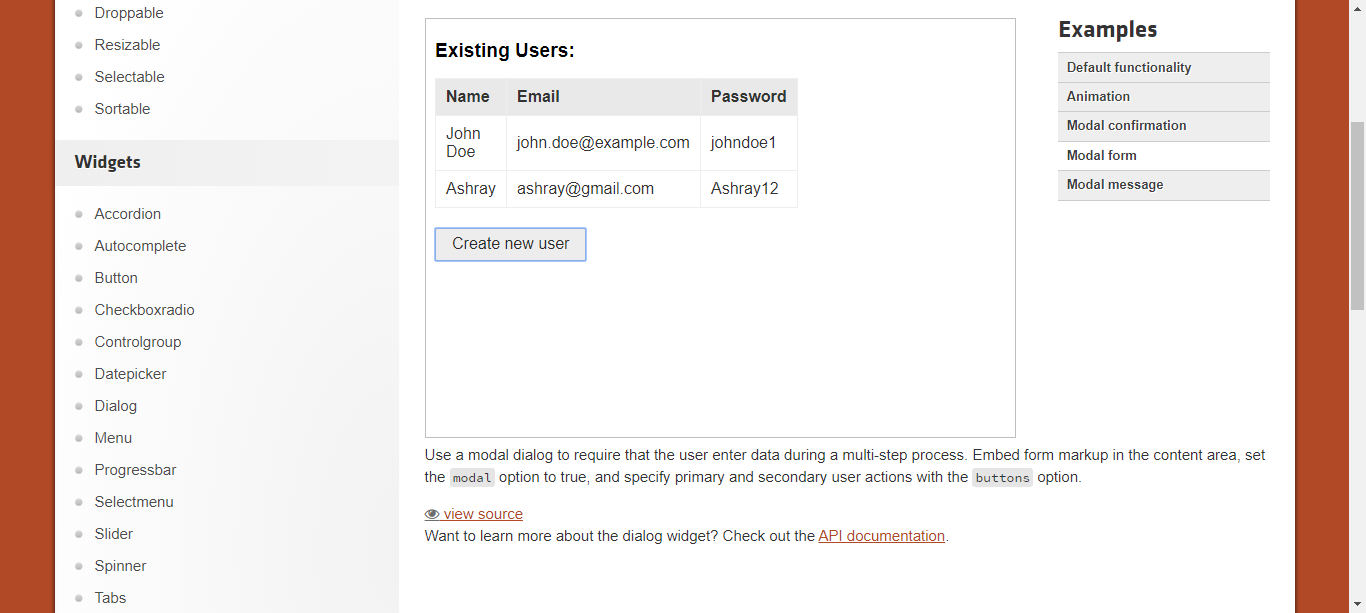 Droppable
Resizable
Selectable
Sortable
Widgets
Accordion
Autocomplete
Button
Checkboxradio
Controlgroup
Datepicker
Dialog
Menu
Progressbar
Selectmenu
Slider
Spinner
Tabs
Existing Users:
Name Email Password
John
Doe
john.doe@example.com johndoe1
Ashray ashray@gmail.com Ashray12
Create new user
Use a modal dialog to require that the user enter data during a multi-step process. Embed form markup in the content area, set
the modal option to true, and specify primary and secondary user actions with the buttons option.
view source
Want to learn more about the dialog widget? Check out the API documentation.
Examples
Default functionality
Animation
Modal confirmation
Modal form
Modal message